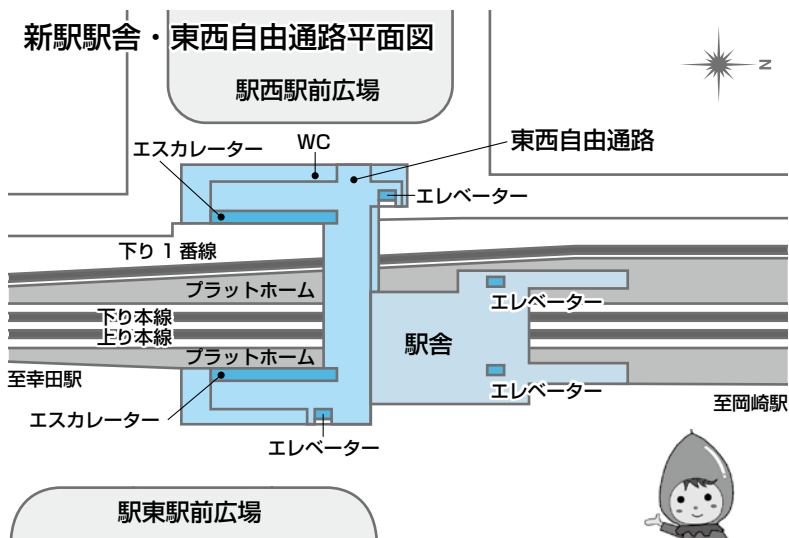 新駅駅舎・東西自由通路平面図
駅西駅前広場
N
エスカレーター
WC
東西自由通路
エレベーター
下り 1 番線
プラットホーム
エレベーター
下り本線
上り本線
駅舎
プラットホーム
至幸田駅
エレベーター
至岡崎駅
エスカレーター
エレベーター
駅東駅前広場